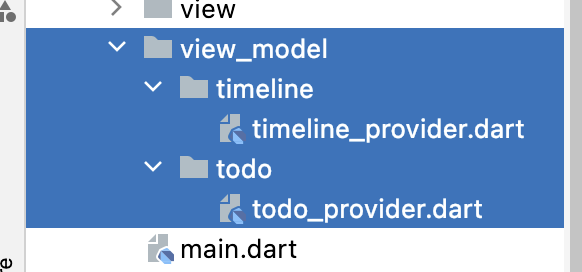 view
view_model
timeline
timeline_provider.dart
todo
todo_provider.dart
main.dart